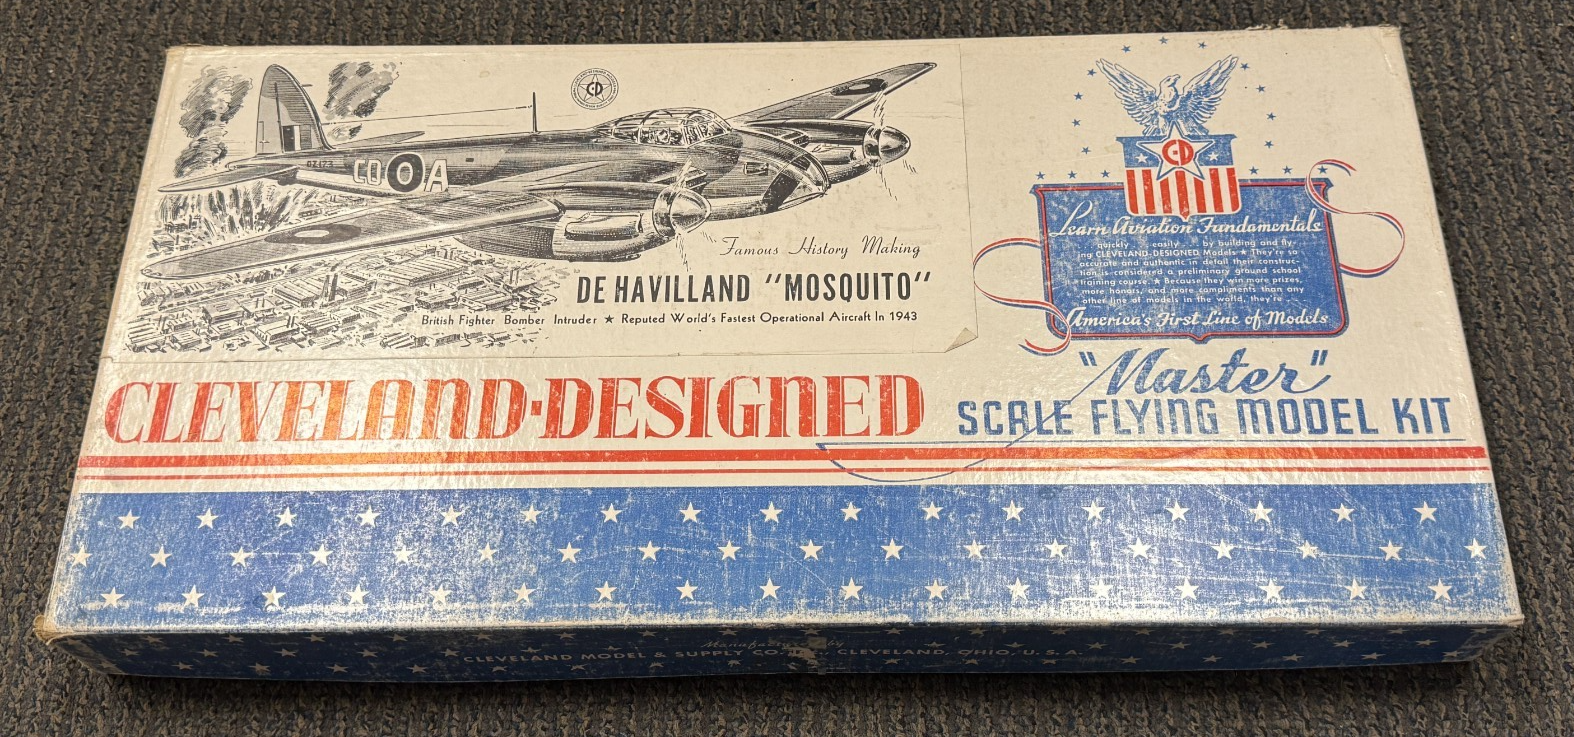 C-D
DZ473
GO A
Famous History Making
DE HAVILLAND "MOSQUITO"
British Fighter Bomber Intruder ★ Reputed World's Fastest Operational Aircraft In 1943
C-D
Learn Aviation Fundamentals
quickly easily by building and fly-
ing CLEVELAND-DESIGNED Models ★ They're so
accurate and authentic in detail their construc-
tion is considered a preliminary ground school
training course. ★ Because they win more prizes,
more honors, and more compliments than any
other line of models in the world, they're
America's First Line of Models
"Master"
SCALE FLYING MODEL KIT
CLEVELAND-DESIGNED
Manufactured by
CLEVELAND MODEL & SUPPLY CO. CLEVELAND, OHIO, U. S. A.